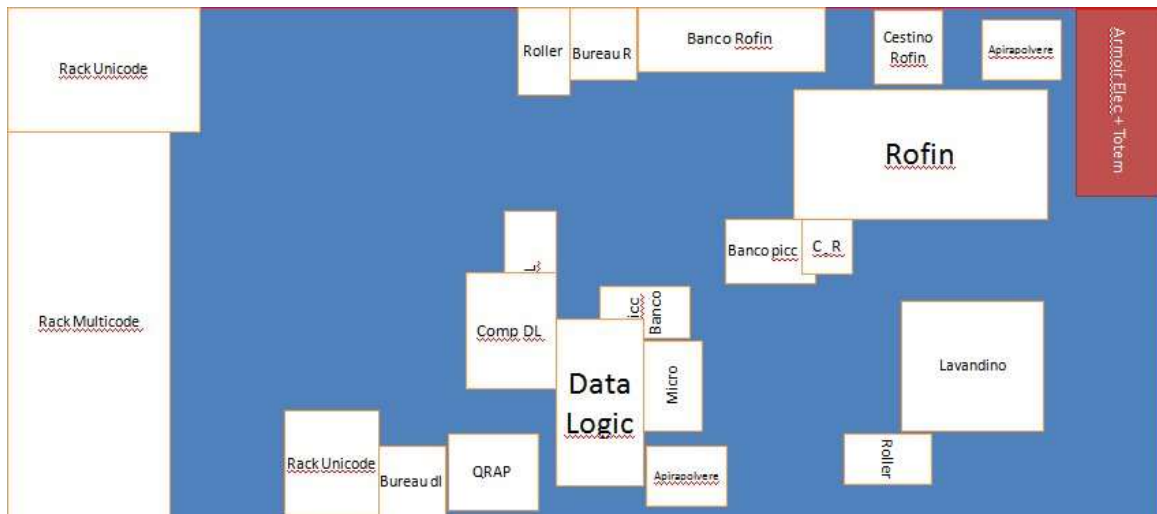 Rack Unicode
Roller
Bureau R
Banco Rofin
Cestino
Rofin
Apirapolvere
Armoir Elec + Totem
Rofin
Banco picc
C_R
Rack Multicode
Comp DL
Banco
Data
Logic
Micro
Lavandino
Rack Unicode
Bureau dl
QRAP
Apirapolvere
Roller